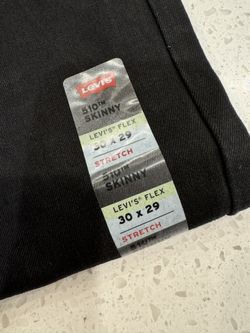 Levi's
510™
SKINNY
LEVI'S® FLEX
30 x 29
STRETCH
510™
SKINNY
LEVI'S® FLEX
30 x 29
STRETCH